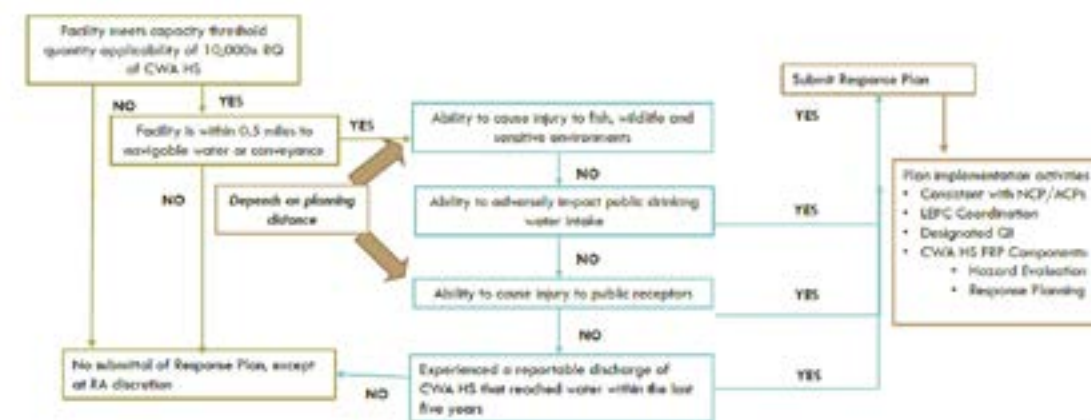 Facility meets capacity threshold
quantity applicability of 10,000x RQ
of CWA HS
NO
YES
Facility is within 0.5 miles to
navigable water or conveyance
YES
NO
Depends on planning
distance
Ability to cause injury to fish, wildlife and
sensitive environments
NO
Ability to adversely impact public drinking
water intake
NO
Ability to cause injury to public receptors
NO
Experienced a reportable discharge of
CWA HS that reached water within the last
five years
NO
No submittal of Response Plan, except
at RA discretion
YES
YES
YES
YES
Submit Response Plan
Plan implementation activities
• Consistent with NCP/ACPs
• LEPC Coordination
• Designated QI
• CWA HS FRP Components
• Hazard Evaluation
• Response Planning